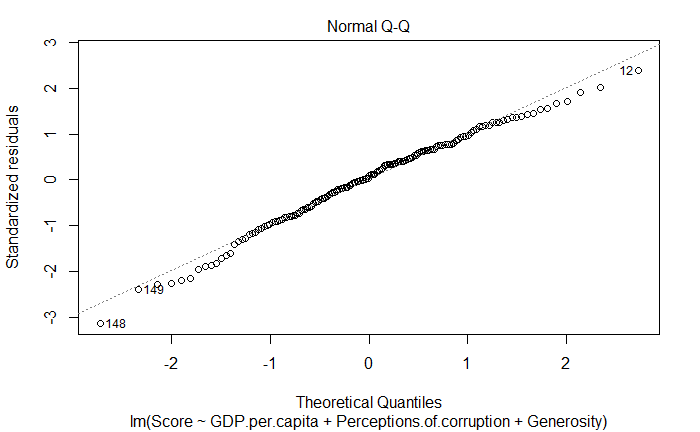 Normal Q-Q
3
2
1
0
-1
-2
-3
Standardized residuals
12
149
148
-2 -1 0 1 2
Theoretical Quantiles
lm(Score ~ GDP.per.capita + Perceptions.of.corruption + Generosity)